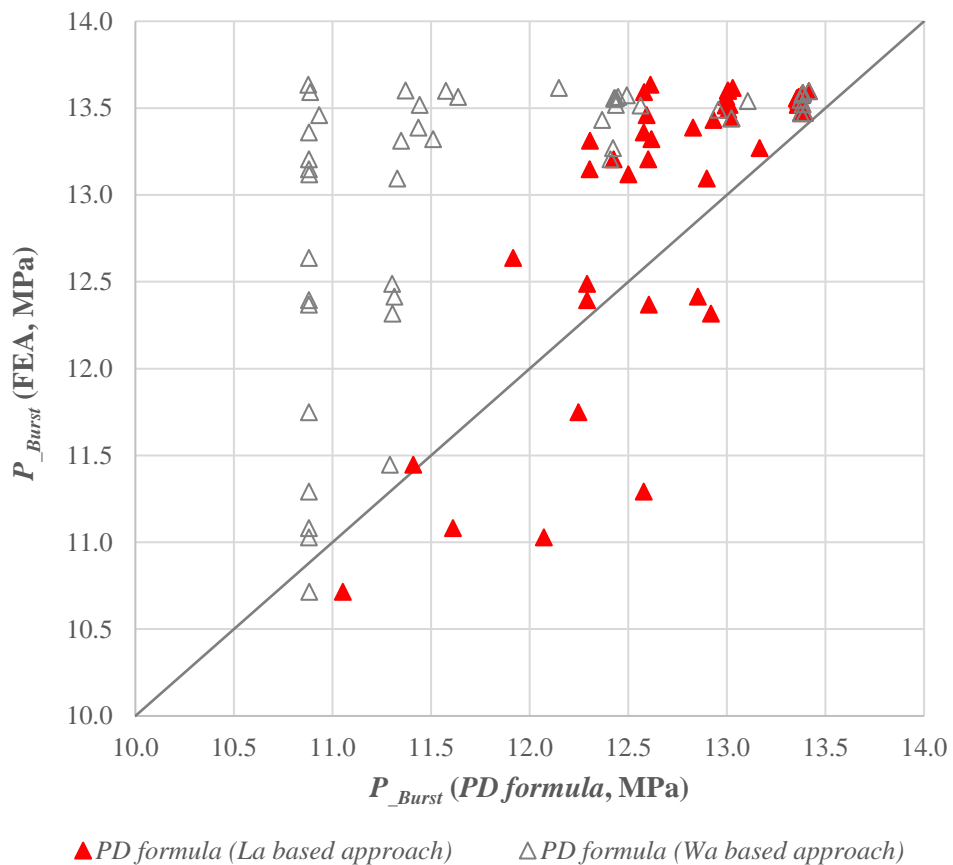 14.0
13.5
13.0
12.5
12.0
11.5
11.0
10.5
10.0
P_Burst (FEA, MPa)
10.0 10.5 11.0 11.5 12.0 12.5 13.0 13.5 14.0
P_Burst (PD formula, MPa)
PD formula (La based approach) PD formula (Wa based approach)